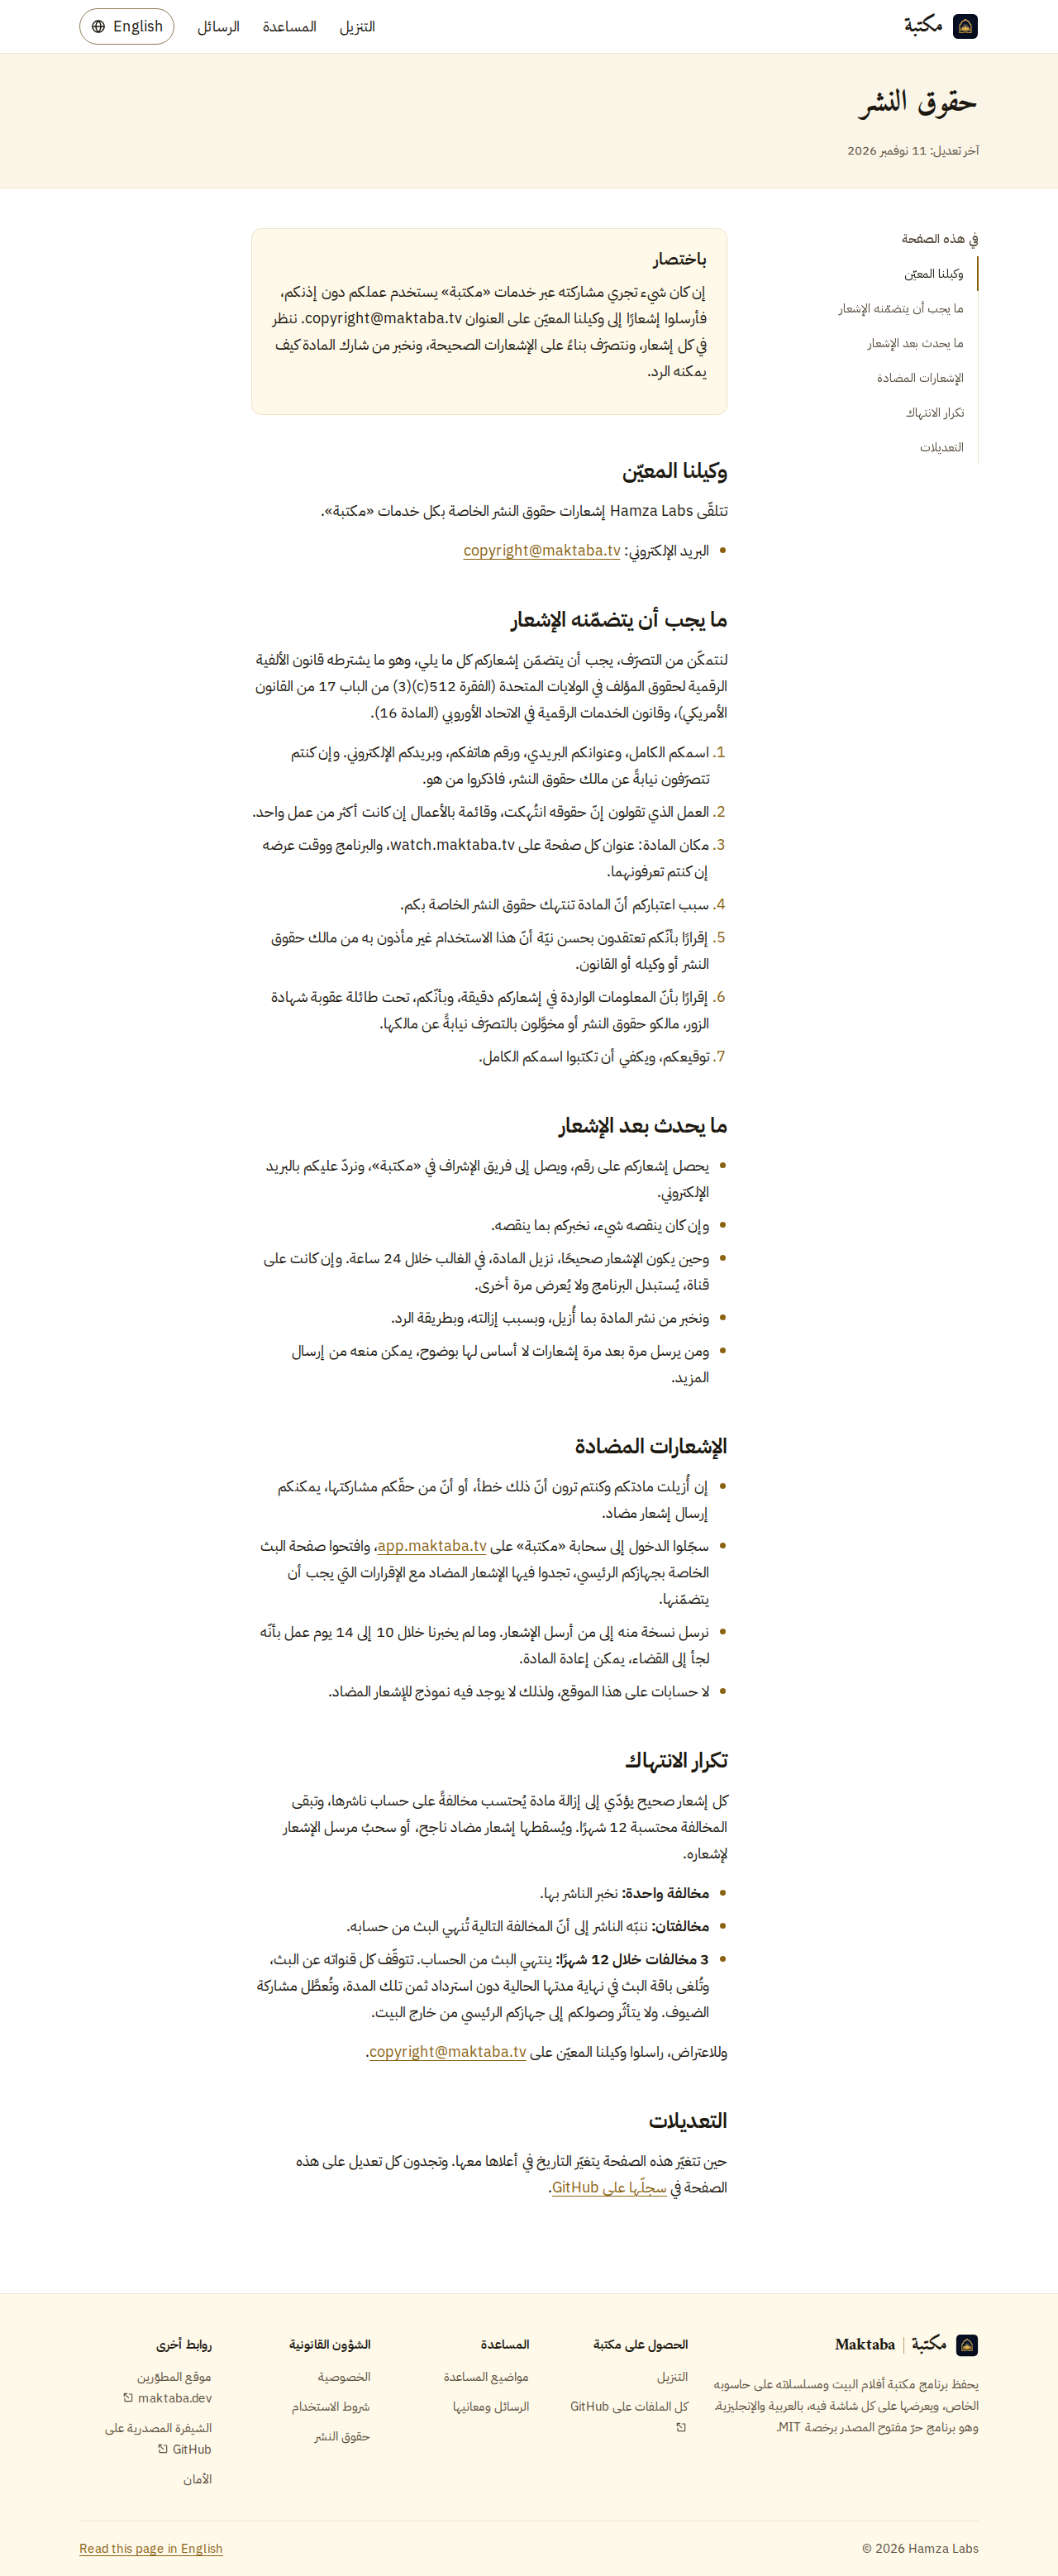 مكتبة
التنزيل
المساعدة
الرسائل
English
حقوق النشر
آخر تعديل: 11 نوفمبر 2026
في هذه الصفحة
وكيلنا المعيّن
ما يجب أن يتضمّنه الإشعار
ما يحدث بعد الإشعار
الإشعارات المضادة
تكرار الانتهاك
التعديلات
باختصار
إن كان شيء تجري مشاركته عبر خدمات «مكتبة» يستخدم عملكم دون إذنكم،
فأرسلوا إشعارًا إلى وكيلنا المعيّن على العنوان copyright@maktaba.tv. ننظر
في كل إشعار، ونتصرّف بناءً على الإشعارات الصحيحة، ونخبر من شارك المادة كيف
يمكنه الرد.
وكيلنا المعيّن
تتلقّى Hamza Labs إشعارات حقوق النشر الخاصة بكل خدمات «مكتبة».
البريد الإلكتروني: copyright@maktaba.tv
ما يجب أن يتضمّنه الإشعار
لنتمكّن من التصرّف، يجب أن يتضمّن إشعاركم كل ما يلي، وهو ما يشترطه قانون الألفية
الرقمية لحقوق المؤلف في الولايات المتحدة (الفقرة 512(c)(3) من الباب 17 من القانون
الأمريكي)، وقانون الخدمات الرقمية في الاتحاد الأوروبي (المادة 16).
1. اسمكم الكامل، وعنوانكم البريدي، ورقم هاتفكم، وبريدكم الإلكتروني. وإن كنتم
تتصرّفون نيابةً عن مالك حقوق النشر، فاذكروا من هو.
2. العمل الذي تقولون إنّ حقوقه انتُهكت، وقائمة بالأعمال إن كانت أكثر من عمل واحد.
3. مكان المادة: عنوان كل صفحة على watch.maktaba.tv، والبرنامج ووقت عرضه
إن كنتم تعرفونهما.
4. سبب اعتباركم أنّ المادة تنتهك حقوق النشر الخاصة بكم.
5. إقرارًا بأنّكم تعتقدون بحسن نيّة أنّ هذا الاستخدام غير مأذون به من مالك حقوق
النشر أو وكيله أو القانون.
6. إقرارًا بأنّ المعلومات الواردة في إشعاركم دقيقة، وبأنّكم، تحت طائلة عقوبة شهادة
الزور، مالكو حقوق النشر أو مخوَّلون بالتصرّف نيابةً عن مالكها.
7. توقيعكم، ويكفي أن تكتبوا اسمكم الكامل.
ما يحدث بعد الإشعار
يحصل إشعاركم على رقم، ويصل إلى فريق الإشراف في «مكتبة»، ونردّ عليكم بالبريد
الإلكتروني.
وإن كان ينقصه شيء، نخبركم بما ينقصه.
وحين يكون الإشعار صحيحًا، نزيل المادة، في الغالب خلال 24 ساعة. وإن كانت على
قناة، يُستبدل البرنامج ولا يُعرض مرة أخرى.
ونخبر من نشر المادة بما أُزيل، وبسبب إزالته، وبطريقة الرد.
ومن يرسل مرة بعد مرة إشعارات لا أساس لها بوضوح، يمكن منعه من إرسال
المزيد.
الإشعارات المضادة
إن أُزيلت مادتكم وكنتم ترون أنّ ذلك خطأ، أو أنّ من حقّكم مشاركتها، يمكنكم
إرسال إشعار مضاد.
سجّلوا الدخول إلى سحابة «مكتبة» على app.maktaba.tv، وافتحوا صفحة البث
الخاصة بجهازكم الرئيسي، تجدوا فيها الإشعار المضاد مع الإقرارات التي يجب أن
يتضمّنها.
نرسل نسخة منه إلى من أرسل الإشعار. وما لم يخبرنا خلال 10 إلى 14 يوم عمل بأنّه
لجأ إلى القضاء، يمكن إعادة المادة.
لا حسابات على هذا الموقع، ولذلك لا يوجد فيه نموذج للإشعار المضاد.
تكرار الانتهاك
كل إشعار صحيح يؤدّي إلى إزالة مادة يُحتسب مخالفةً على حساب ناشرها، وتبقى
المخالفة محتسبة 12 شهرًا. ويُسقطها إشعار مضاد ناجح، أو سحبُ مرسل الإشعار
لإشعاره.
مخالفة واحدة: نخبر الناشر بها.
مخالفتان: ننبّه الناشر إلى أنّ المخالفة التالية تُنهي البث من حسابه.
3 مخالفات خلال 12 شهرًا: ينتهي البث من الحساب. تتوقّف كل قنواته عن البث،
وتُلغى باقة البث في نهاية مدتها الحالية دون استرداد ثمن تلك المدة، وتُعطَّل مشاركة
الضيوف. ولا يتأثّر وصولكم إلى جهازكم الرئيسي من خارج البيت.
وللاعتراض، راسلوا وكيلنا المعيّن على copyright@maktaba.tv.
التعديلات
حين تتغيّر هذه الصفحة يتغيّر التاريخ في أعلاها معها. وتجدون كل تعديل على هذه
الصفحة في سجلّها على GitHub.
مكتبة | Maktaba
يحفظ برنامج مكتبة أفلام البيت ومسلسلاته على حاسوبه
الخاص، ويعرضها على كل شاشة فيه، بالعربية والإنجليزية.
وهو برنامج حرّ مفتوح المصدر برخصة MIT.
الحصول على مكتبة
التنزيل
كل الملفات على GitHub
المساعدة
مواضيع المساعدة
الرسائل ومعانيها
الشؤون القانونية
الخصوصية
شروط الاستخدام
حقوق النشر
روابط أخرى
موقع المطوّرين
maktaba.dev
الشيفرة المصدرية على
GitHub
الأمان
© 2026 Hamza Labs
Read this page in English